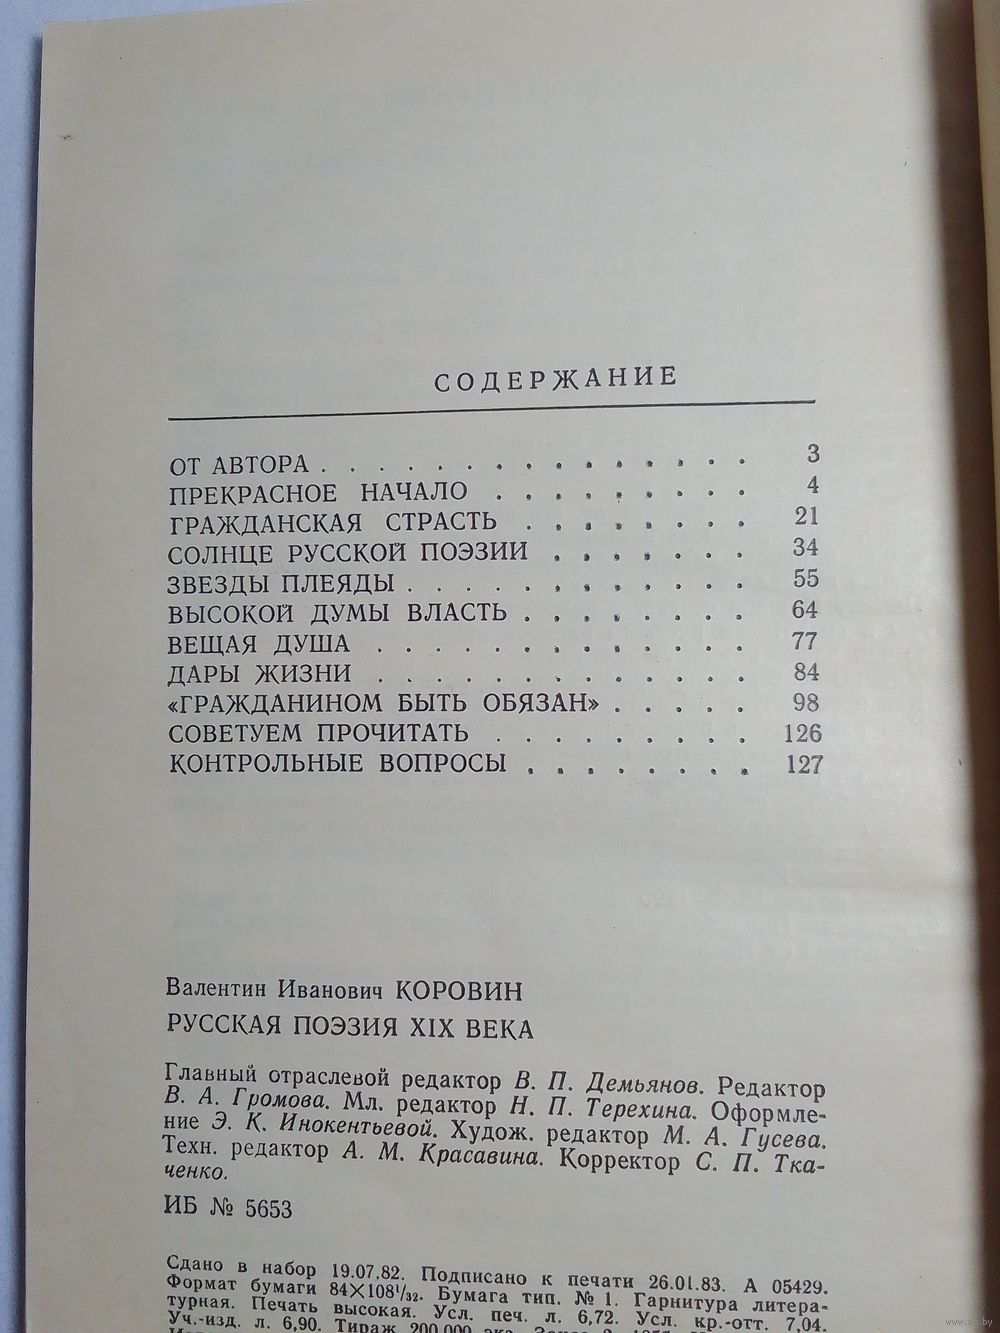 СОДЕРЖАНИЕ
ОТ АВТОРА . . . . . . . . . . . . . . . 3
ПРЕКРАСНОЕ НАЧАЛО . . . . . . . . . 4
ГРАЖДАНСКАЯ СТРАСТЬ . . . . . . . . 21
СОЛНЦЕ РУССКОЙ ПОЭЗИИ . . . . . . . 34
ЗВЕЗДЫ ПЛЕЯДЫ . . . . . . . . . . . . 55
ВЫСОКОЙ ДУМЫ ВЛАСТЬ . . . . . . . . 64
ВЕЩАЯ ДУША . . . . . . . . . . . . . 77
ДАРЫ ЖИЗНИ . . . . . . . . . . . . . 84
«ГРАЖДАНИНОМ БЫТЬ ОБЯЗАН» . . . . . 98
СОВЕТУЕМ ПРОЧИТАТЬ . . . . . . . . . 126
КОНТРОЛЬНЫЕ ВОПРОСЫ . . . . . . . . 127
Валентин Иванович КОРОВИН
РУССКАЯ ПОЭЗИЯ XIX ВЕКА
Главный отраслевой редактор В. П. Демьянов. Редактор
В. А. Громова. Мл. редактор Н. П. Терехина. Оформле-
ние Э. К. Инокентьевой. Худож. редактор М. А. Гусева.
Техн. редактор А. М. Красавина. Корректор С. П. Тка-
ченко.
ИБ № 5653
Сдано в набор 19.07.82. Подписано к печати 26.01.83. А 05429.
Формат бумаги 84×108¹/₃₂. Бумага тип. № 1. Гарнитура литера-
турная. Печать высокая. Усл. печ. л. 6,72. Усл. кр.-отт. 7,04.
Уч.-изд. л. 6,90. Тираж 200 000 экз.